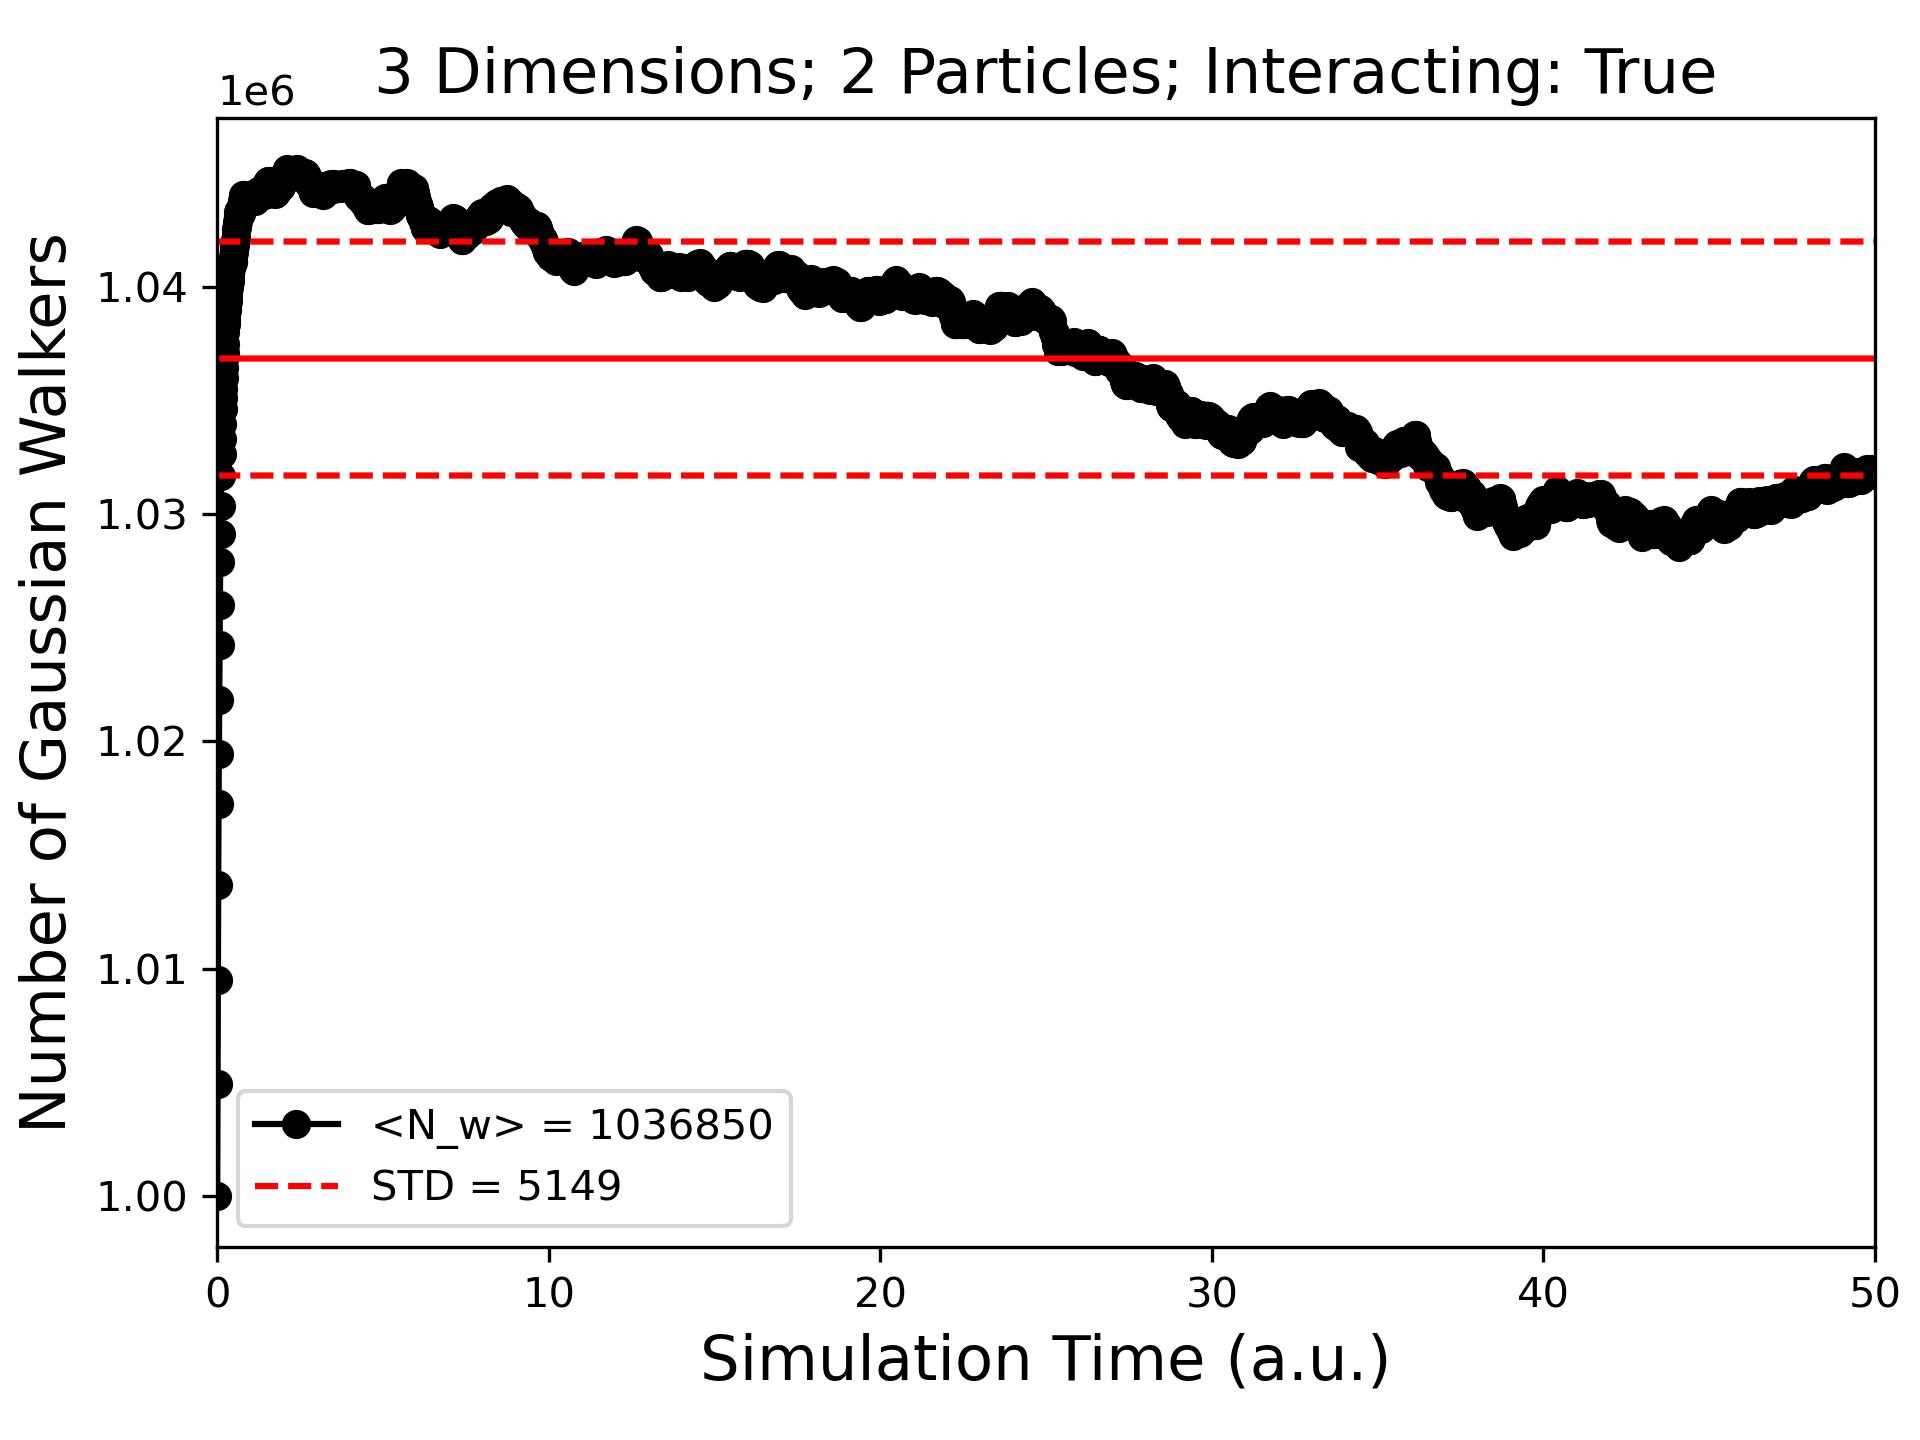 3 Dimensions; 2 Particles; Interacting: True
1e6
Number of Gaussian Walkers
1.04
1.03
1.02
1.01
1.00
<N_w> = 1036850
STD = 5149
0 10 20 30 40 50
Simulation Time (a.u.)